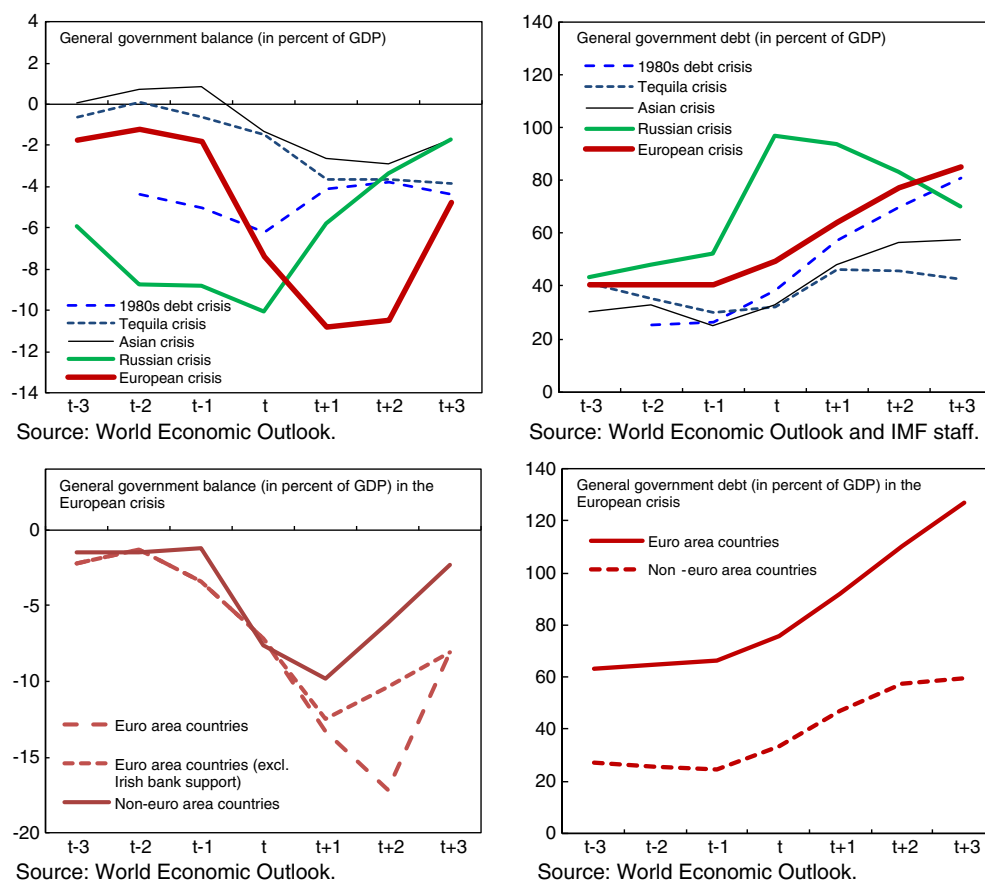 General government balance (in percent of GDP)
4
2
0
-2
-4
-6
-8
-10
-12
-14
1980s debt crisis
Tequila crisis
Asian crisis
Russian crisis
European crisis
t-3 t-2 t-1 t t+1 t+2 t+3
Source: World Economic Outlook.
General government debt (in percent of GDP)
140
120
100
80
60
40
20
0
1980s debt crisis
Tequila crisis
Asian crisis
Russian crisis
European crisis
t-3 t-2 t-1 t t+1 t+2 t+3
Source: World Economic Outlook and IMF staff.
General government balance (in percent of GDP) in the
European crisis
0
-5
-10
-15
-20
Euro area countries
Euro area countries (excl.
Irish bank support)
Non-euro area countries
t-3 t-2 t-1 t t+1 t+2 t+3
Source: World Economic Outlook.
General government debt (in percent of GDP) in the
European crisis
140
120
100
80
60
40
20
0
Euro area countries
Non -euro area countries
t-3 t-2 t-1 t t+1 t+2 t+3
Source: World Economic Outlook.